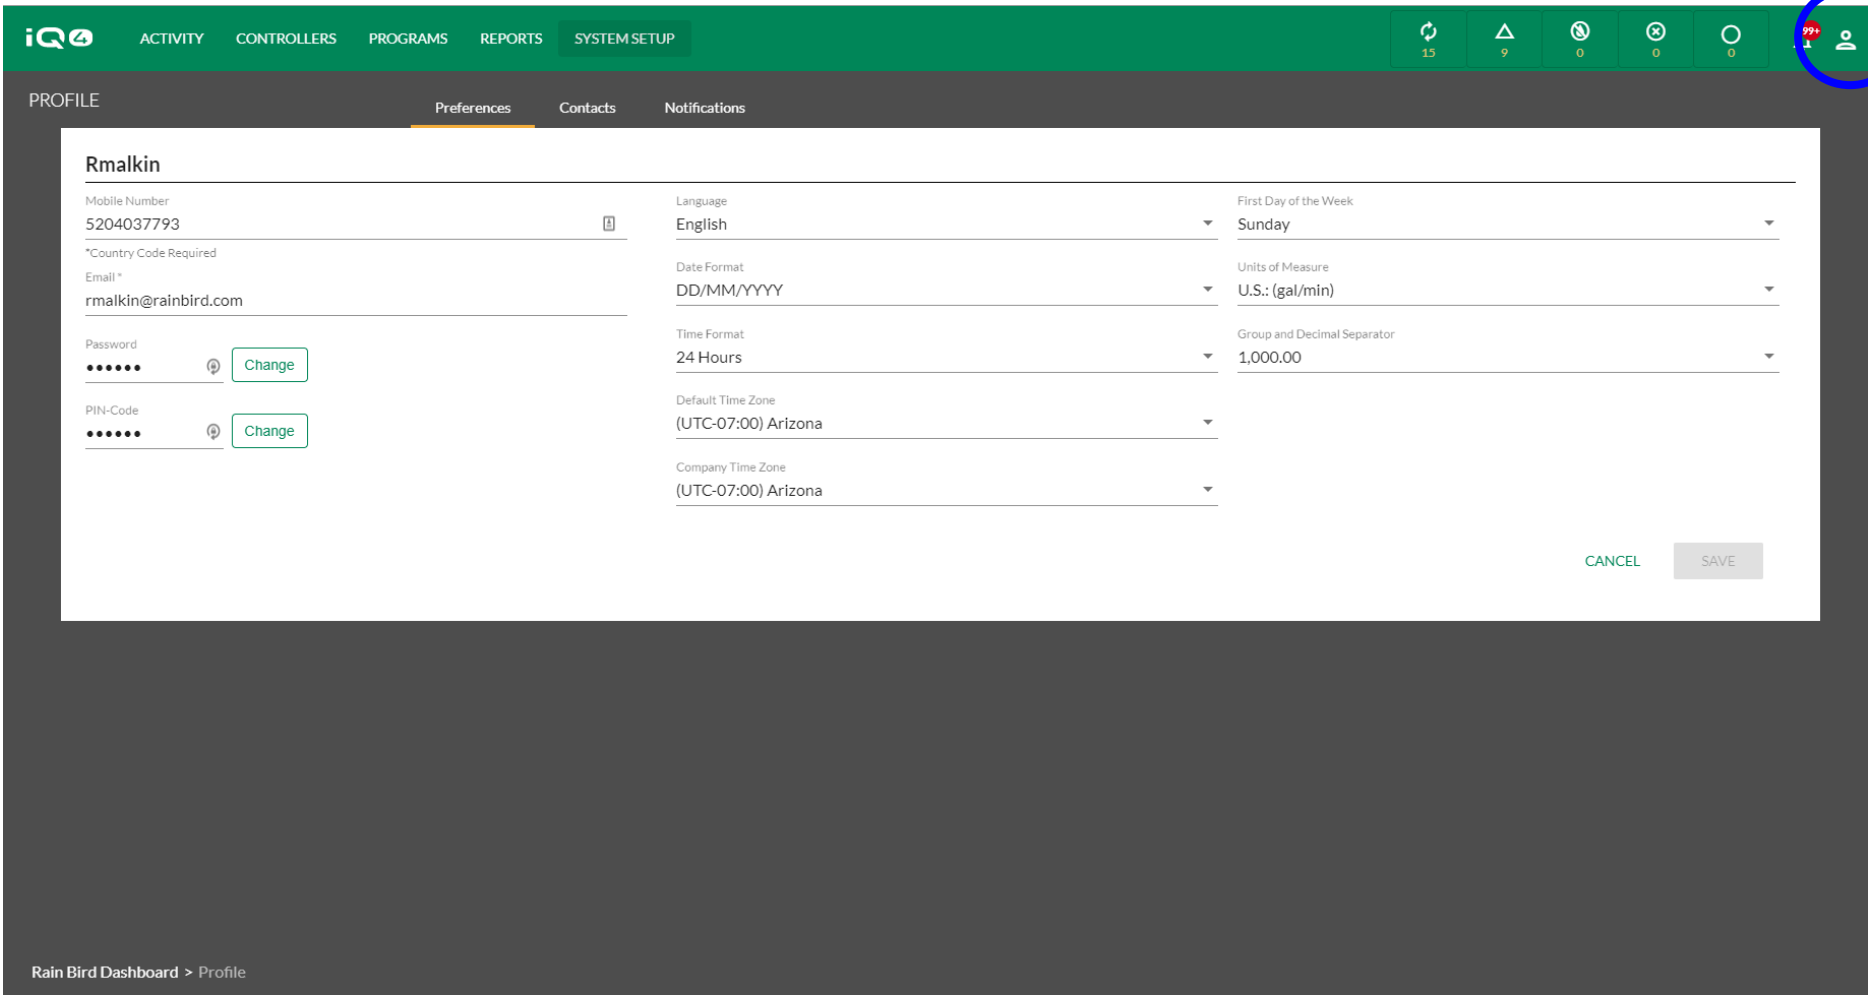 iQ4 ACTIVITY CONTROLLERS PROGRAMS REPORTS SYSTEM SETUP 15 9 0 0 0 99+
PROFILE
Preferences Contacts Notifications
Rmalkin
Mobile Number
5204037793
*Country Code Required
Email *
rmalkin@rainbird.com
Password
•••••• Change
PIN-Code
•••••• Change
Language
English
Date Format
DD/MM/YYYY
Time Format
24 Hours
Default Time Zone
(UTC-07:00) Arizona
Company Time Zone
(UTC-07:00) Arizona
First Day of the Week
Sunday
Units of Measure
U.S.: (gal/min)
Group and Decimal Separator
1,000.00
CANCEL SAVE
Rain Bird Dashboard > Profile